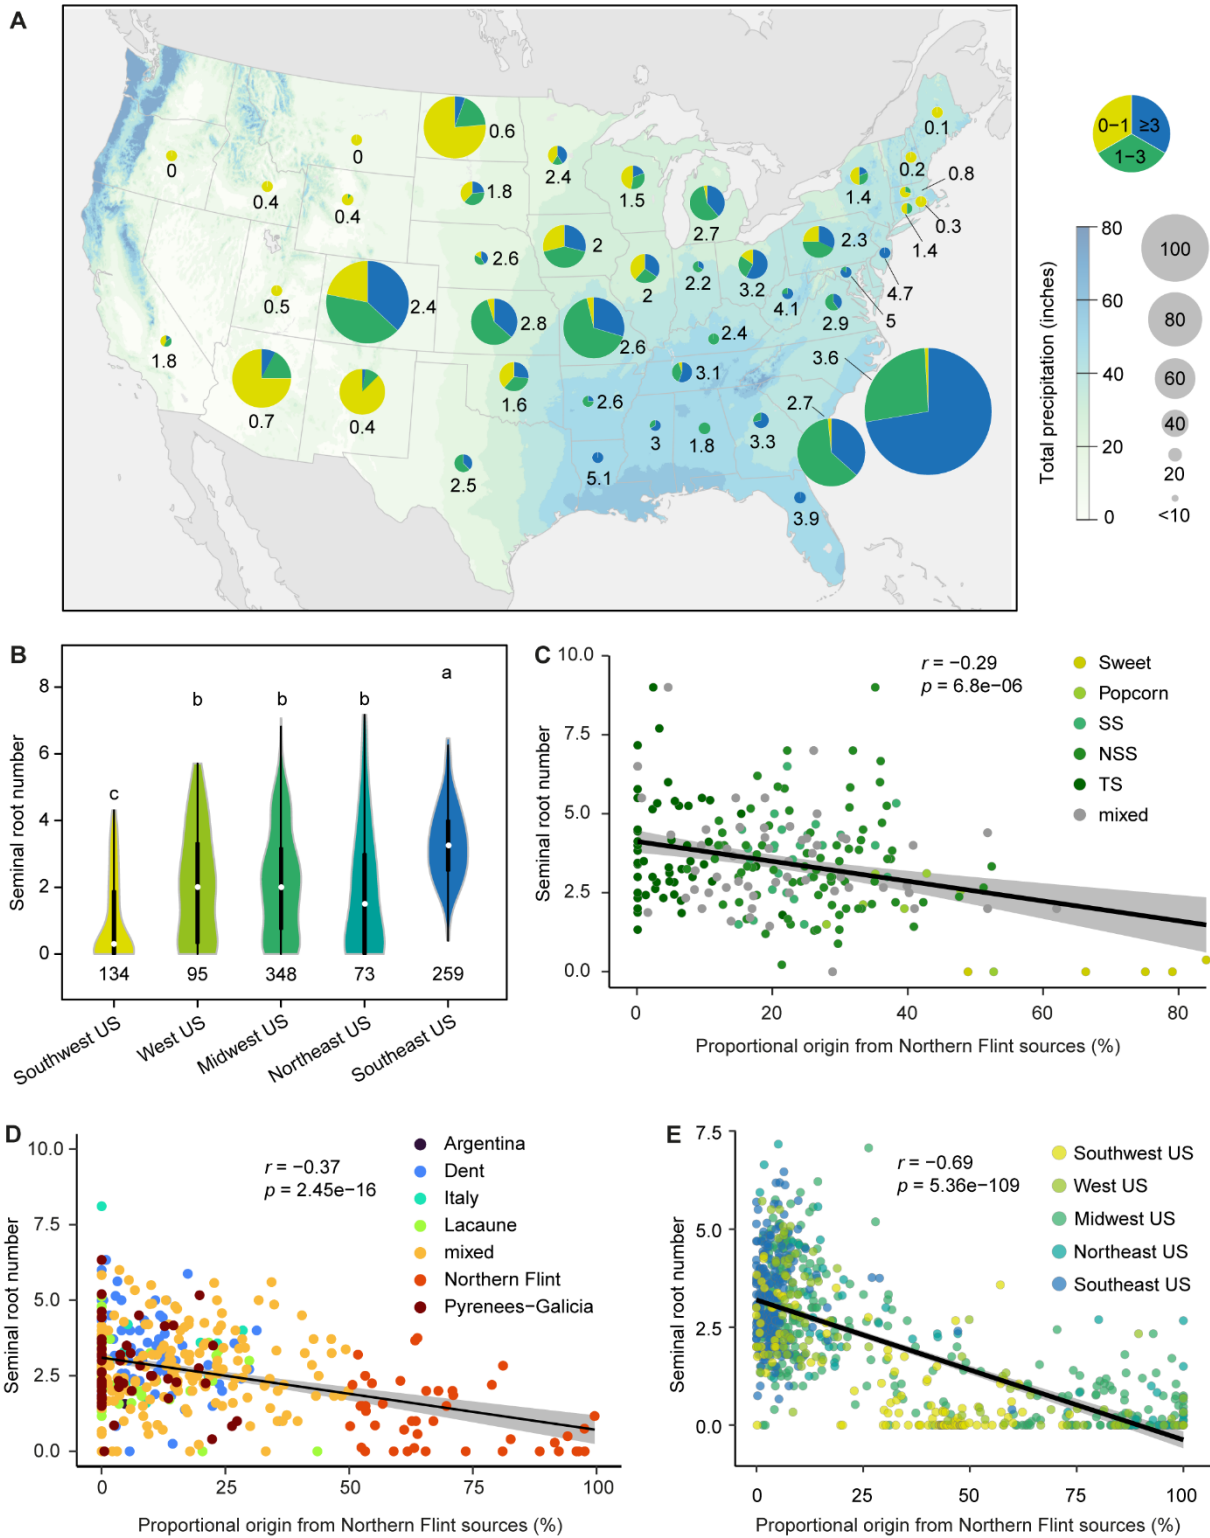 A
0.6
0
0
0.4
0.4
1.8
2.4
1.5
2.7
0.1
0.2
0.8
1.4
0.3
1.4
0–1
≥3
1–3
Total precipitation (inches)
80
60
40
20
0
100
80
60
40
20
<10
2.6
2
2
2.2
3.2
2.3
4.7
5
4.1
2.9
0.5
2.4
2.8
2.6
2.4
3.6
1.8
0.7
0.4
1.6
2.6
3.1
3
1.8
3.3
2.7
2.5
5.1
3.9
B
Seminal root number
8
6
4
2
0
c
b
b
b
a
134
95
348
73
259
Southwest US
West US
Midwest US
Northeast US
Southeast US
C
Seminal root number
10.0
7.5
5.0
2.5
0.0
r = −0.29
p = 6.8e−06
Sweet
Popcorn
SS
NSS
TS
mixed
0
20
40
60
80
Proportional origin from Northern Flint sources (%)
D
Seminal root number
10.0
7.5
5.0
2.5
0.0
r = −0.37
p = 2.45e−16
Argentina
Dent
Italy
Lacaune
mixed
Northern Flint
Pyrenees−Galicia
0
25
50
75
100
Proportional origin from Northern Flint sources (%)
E
Seminal root number
7.5
5.0
2.5
0.0
r = −0.69
p = 5.36e−109
Southwest US
West US
Midwest US
Northeast US
Southeast US
0
25
50
75
100
Proportional origin from Northern Flint sources (%)